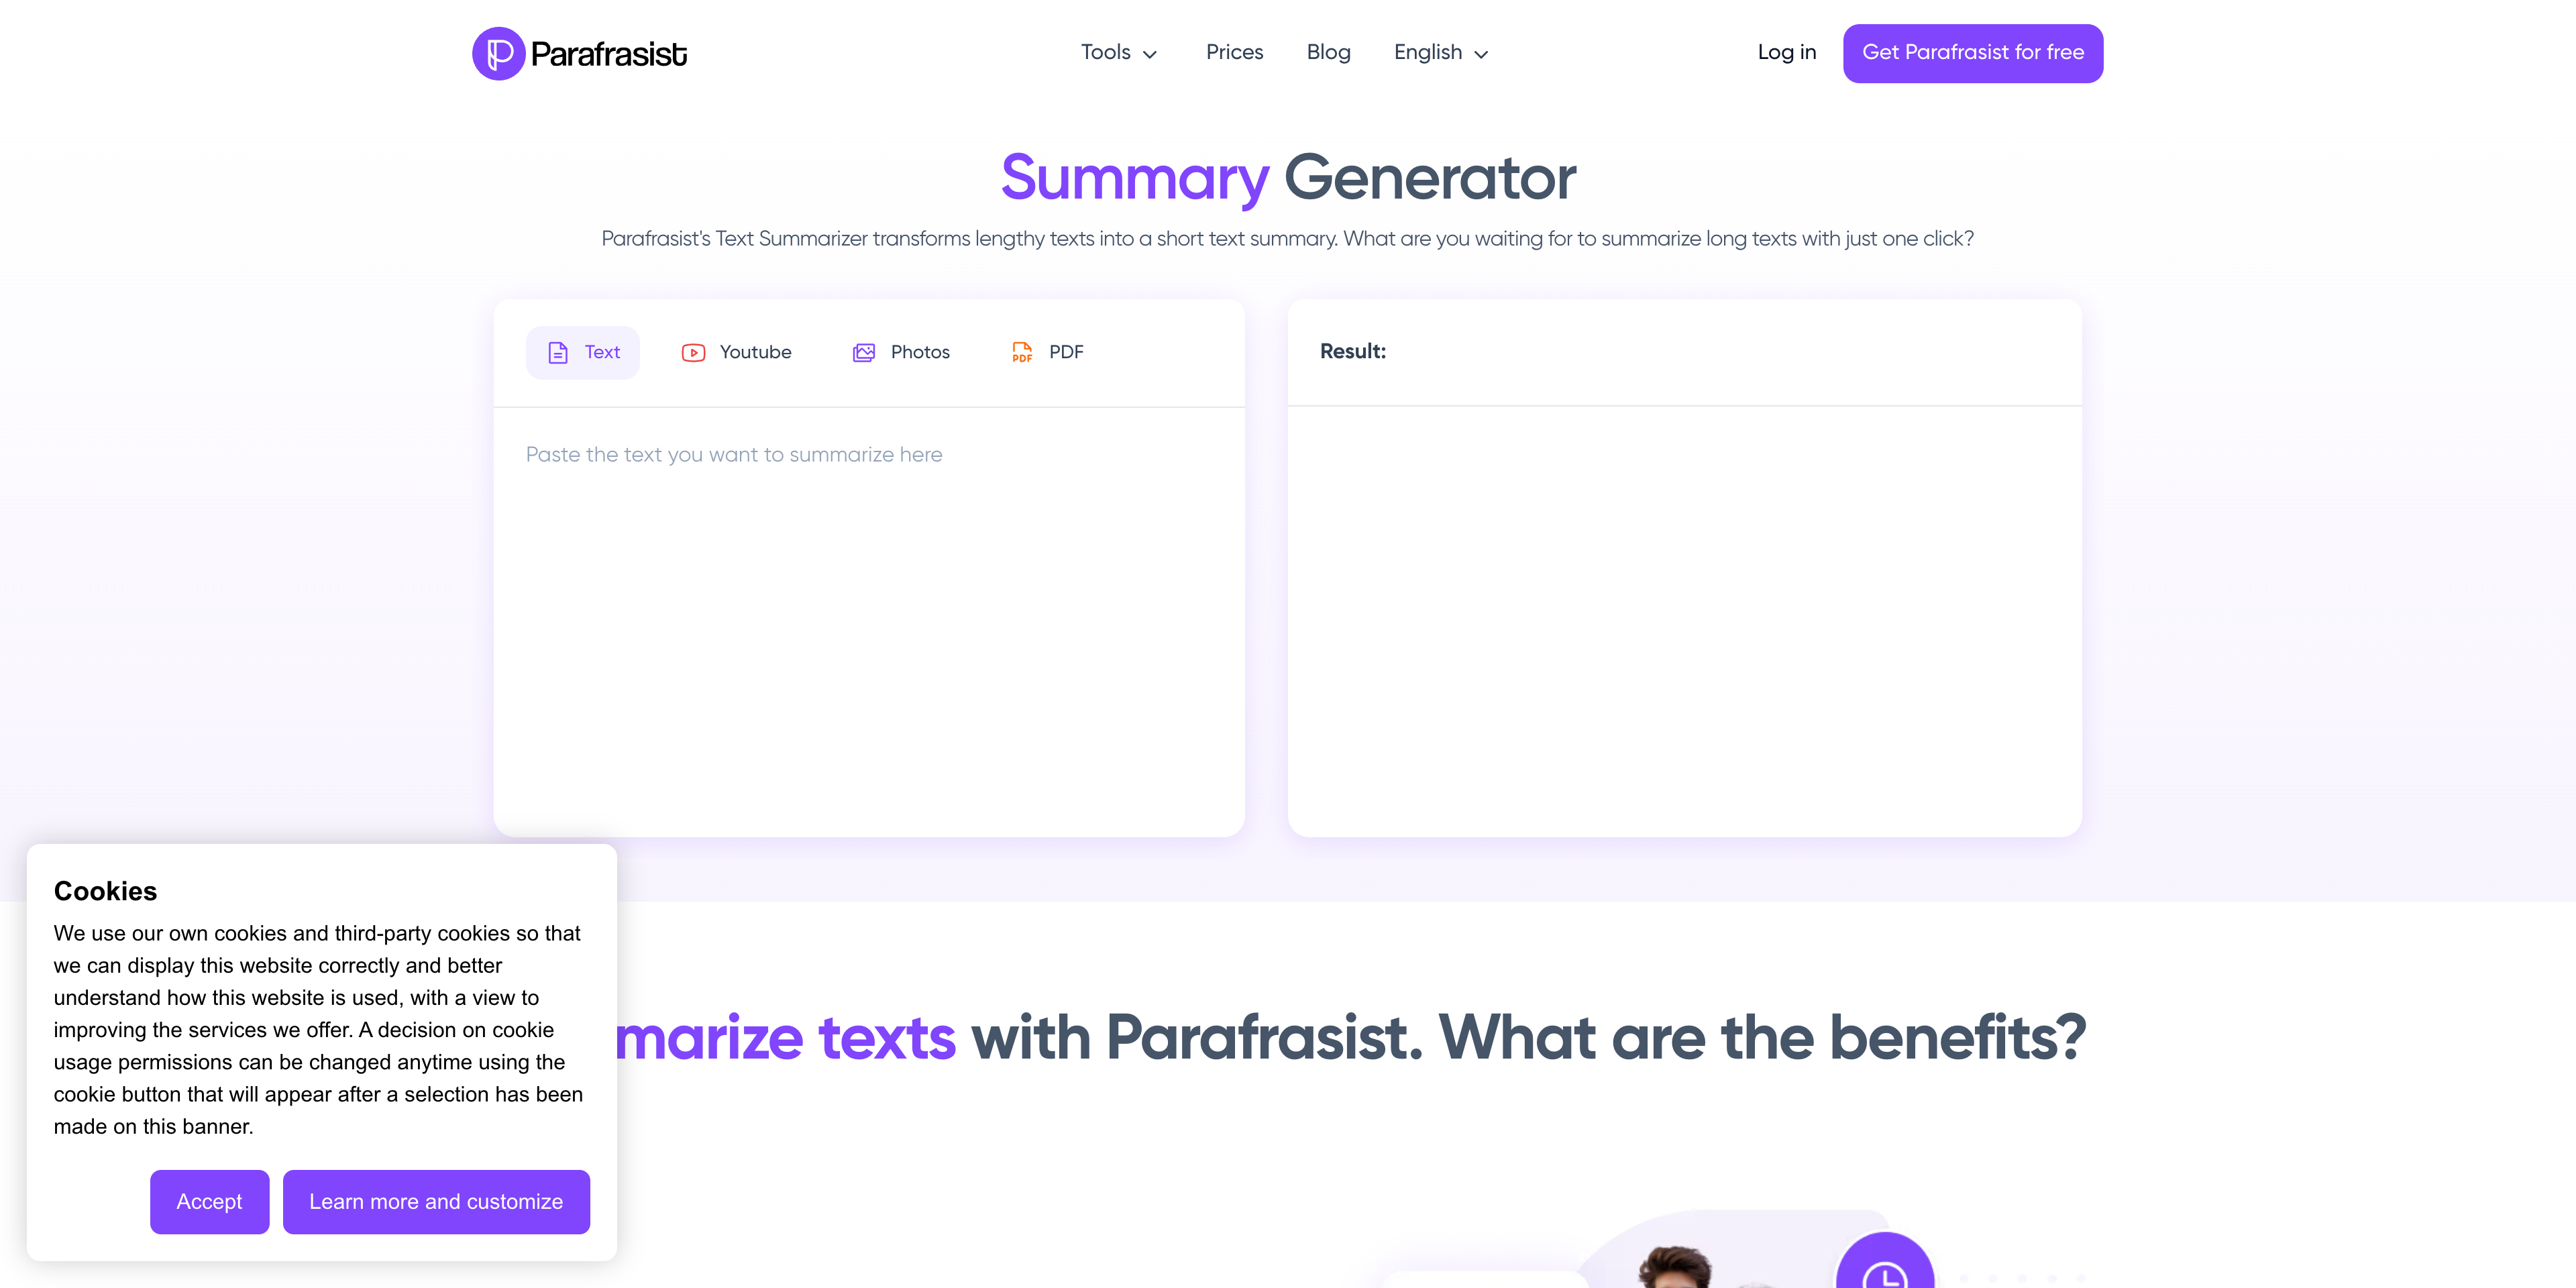 Parafrasist
Tools
Prices
Blog
English
Log in
Get Parafrasist for free
Summary Generator
Parafrasist's Text Summarizer transforms lengthy texts into a short text summary. What are you waiting for to summarize long texts with just one click?
Text
Youtube
Photos
PDF
PDF
Result:
Paste the text you want to summarize here
Cookies
We use our own cookies and third-party cookies so that
we can display this website correctly and better
understand how this website is used, with a view to
improving the services we offer. A decision on cookie
usage permissions can be changed anytime using the
cookie button that will appear after a selection has been
made on this banner.
Accept
Learn more and customize
marize texts with Parafrasist. What are the benefits?